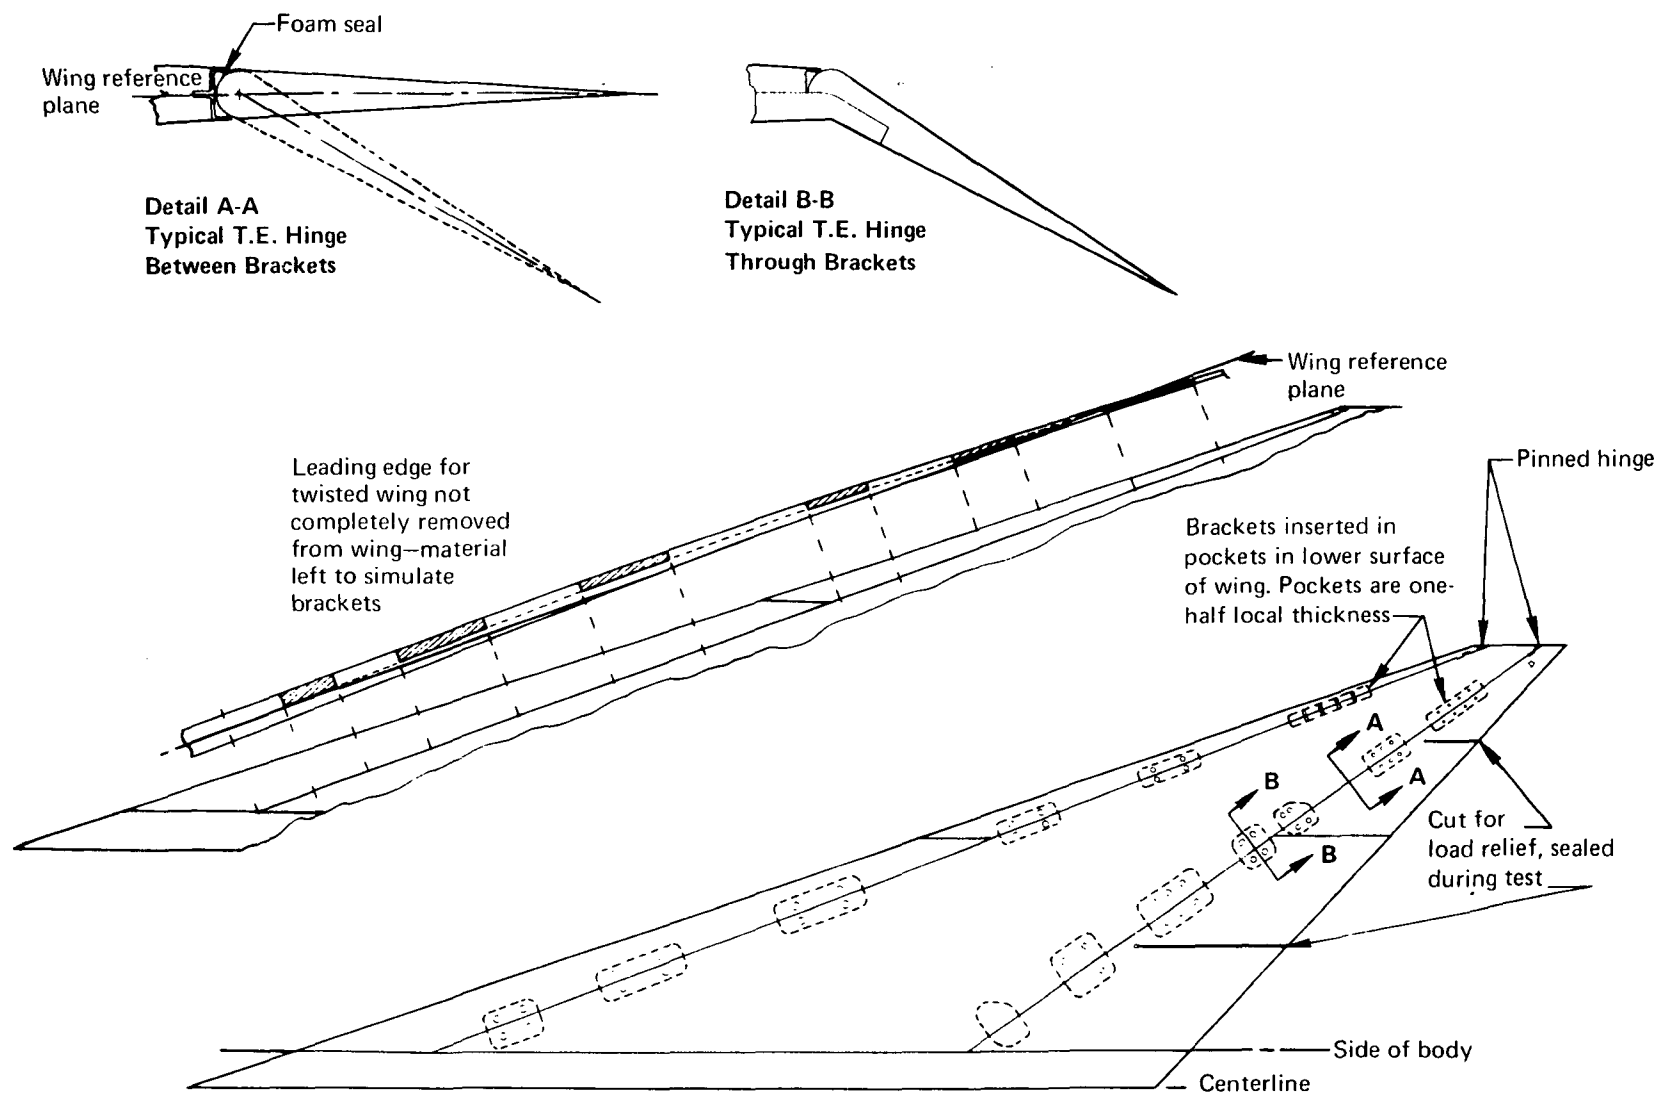 Foam seal
Wing reference
plane
Detail A-A
Typical T.E. Hinge
Between Brackets
Detail B-B
Typical T.E. Hinge
Through Brackets
Wing reference
plane
Leading edge for
twisted wing not
completely removed
from wing—material
left to simulate
brackets
Pinned hinge
Brackets inserted in
pockets in lower surface
of wing. Pockets are one-
half local thickness
A
A
B
B
Cut for
load relief, sealed
during test
Side of body
Centerline